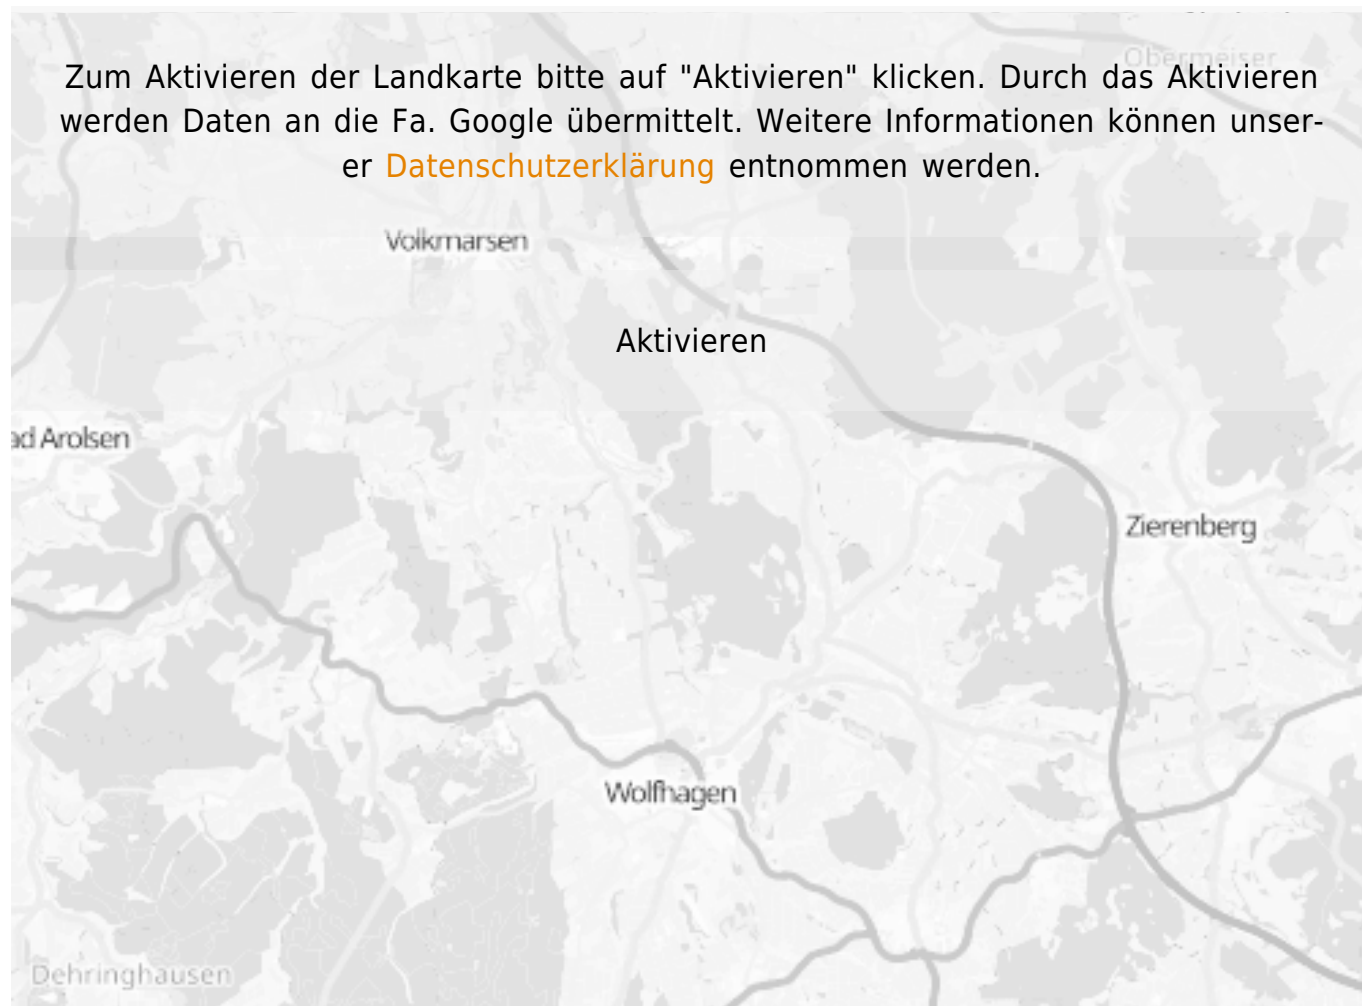 Obermeiser
Zum Aktivieren der Landkarte bitte auf "Aktivieren" klicken. Durch das Aktivieren
werden Daten an die Fa. Google übermittelt. Weitere Informationen können unser-
er Datenschutzerklärung entnommen werden.
Volkmarsen
Aktivieren
ad Arolsen
Zierenberg
Wolfhagen
Dehringhausen